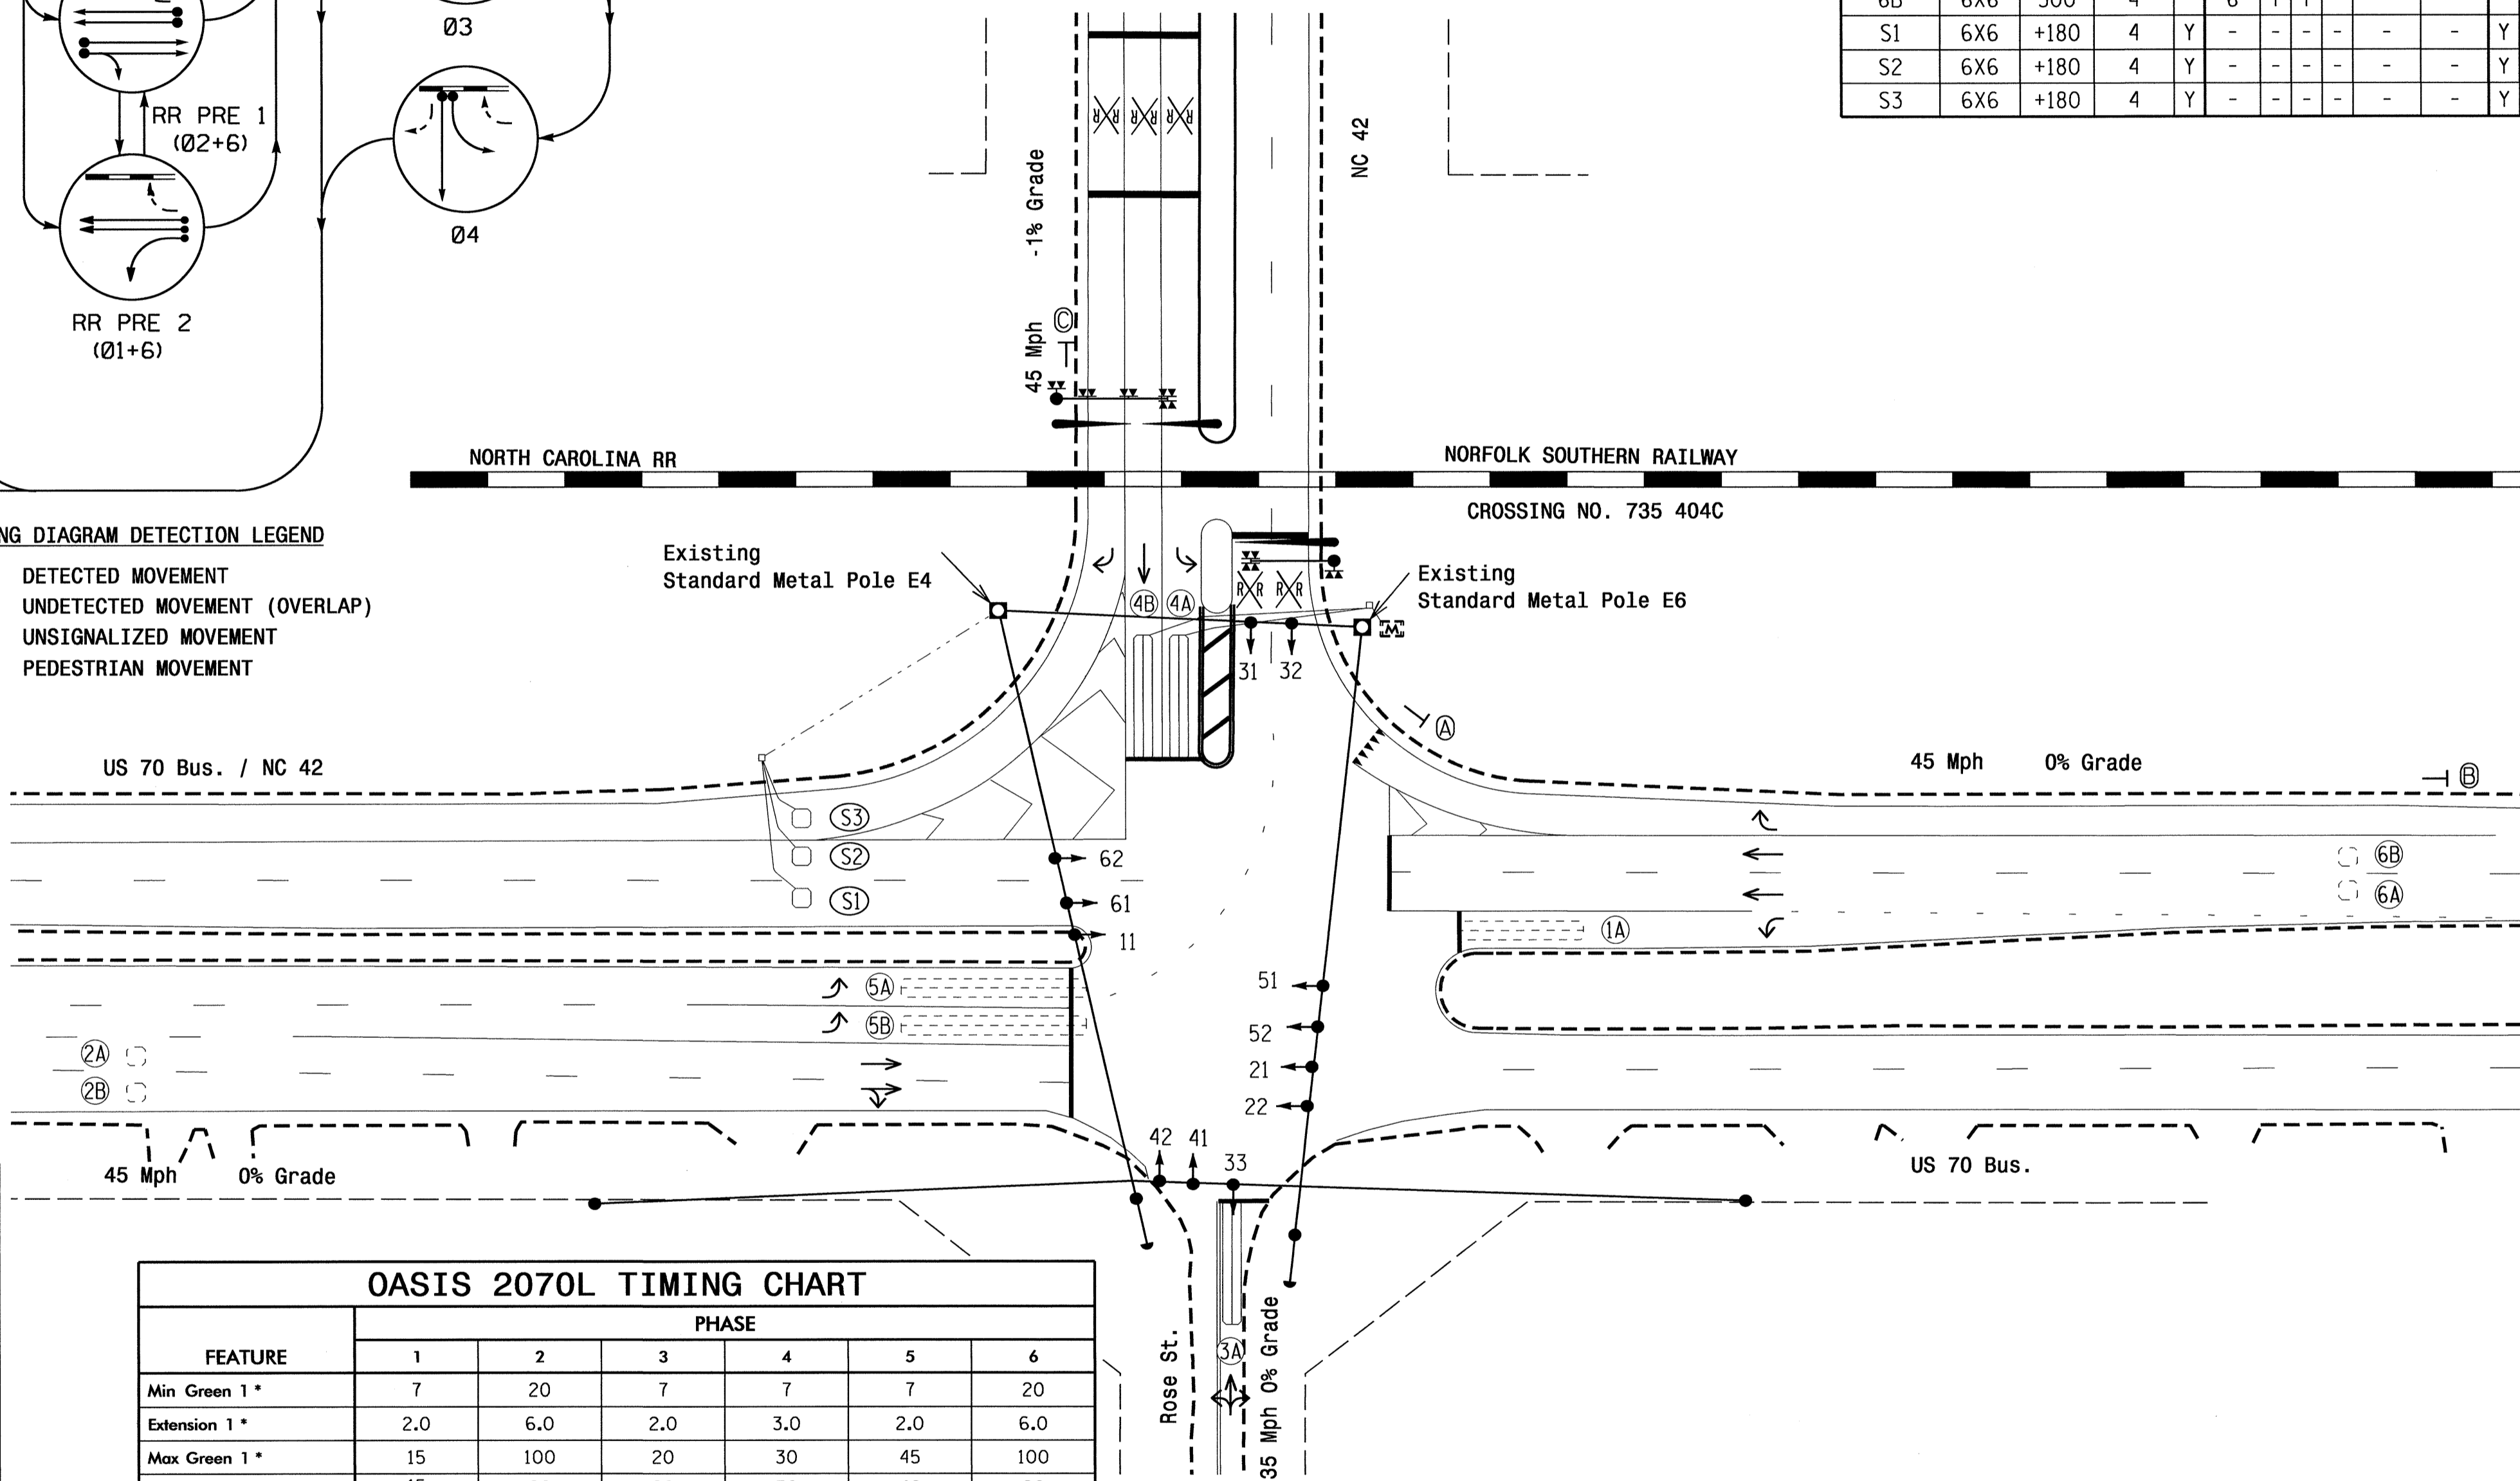 03
RR PRE 1
(Ø2+6)
RR PRE 2
(Ø1+6)
Ø4
6B 6X6 300 4 6
S1 6X6 +180 4 Y - - - - - - Y
S2 6X6 +180 4 Y - - - - - - Y
S3 6X6 +180 4 Y - - - - - - Y
-1% Grade
45 Mph
C
NC 42
R R
R R
R R
NORTH CAROLINA RR
NORFOLK SOUTHERN RAILWAY
CROSSING NO. 735 404C
NG DIAGRAM DETECTION LEGEND
DETECTED MOVEMENT
UNDETECTED MOVEMENT (OVERLAP)
UNSIGNALIZED MOVEMENT
PEDESTRIAN MOVEMENT
Existing
Standard Metal Pole E4
Existing
Standard Metal Pole E6
R R
R R
4B
4A
M
31
32
A
US 70 Bus. / NC 42
45 Mph 0% Grade
B
S3
S2
S1
62
61
11
6B
6A
1A
5A
5B
51
52
21
22
2A
2B
42
41
33
45 Mph 0% Grade
US 70 Bus.
Rose St.
3A
35 Mph 0% Grade
OASIS 2070L TIMING CHART
PHASE
FEATURE 1 2 3 4 5 6
Min Green 1 * 7 20 7 7 7 20
Extension 1 * 2.0 6.0 2.0 3.0 2.0 6.0
Max Green 1 * 15 100 20 30 45 100